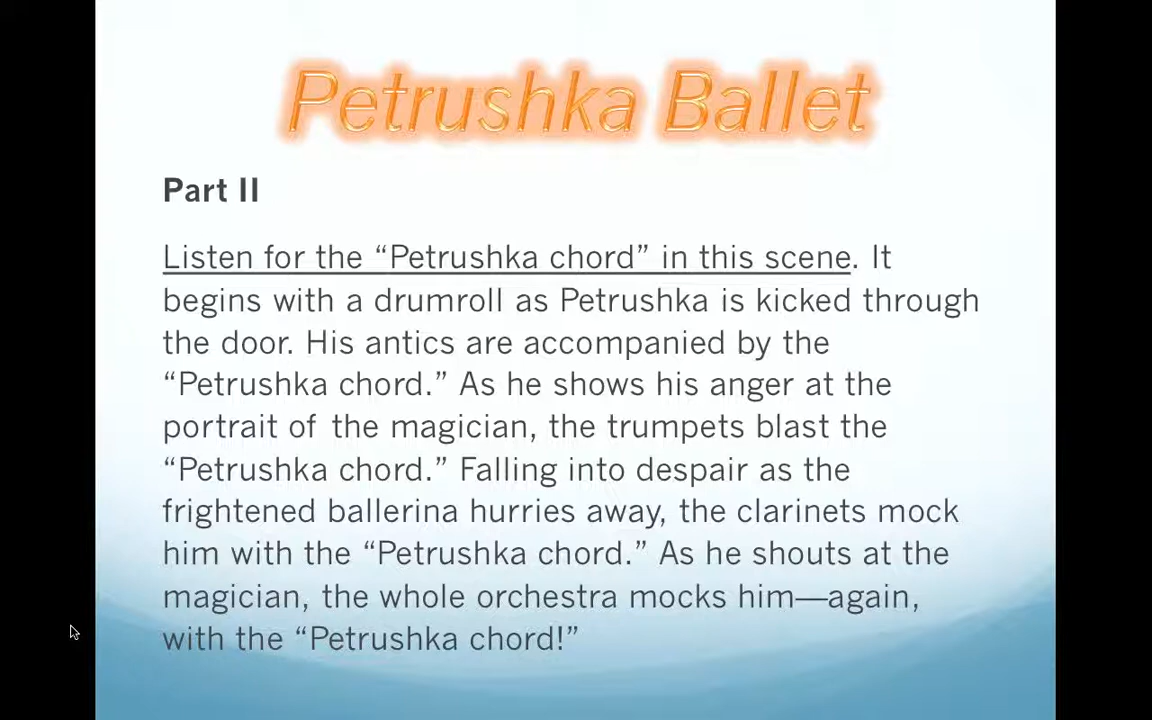 Petrushka Ballet
Part II
Listen for the “Petrushka chord” in this scene. It
begins with a drumroll as Petrushka is kicked through
the door. His antics are accompanied by the
“Petrushka chord.” As he shows his anger at the
portrait of the magician, the trumpets blast the
“Petrushka chord.” Falling into despair as the
frightened ballerina hurries away, the clarinets mock
him with the “Petrushka chord.” As he shouts at the
magician, the whole orchestra mocks him—again,
with the “Petrushka chord!”